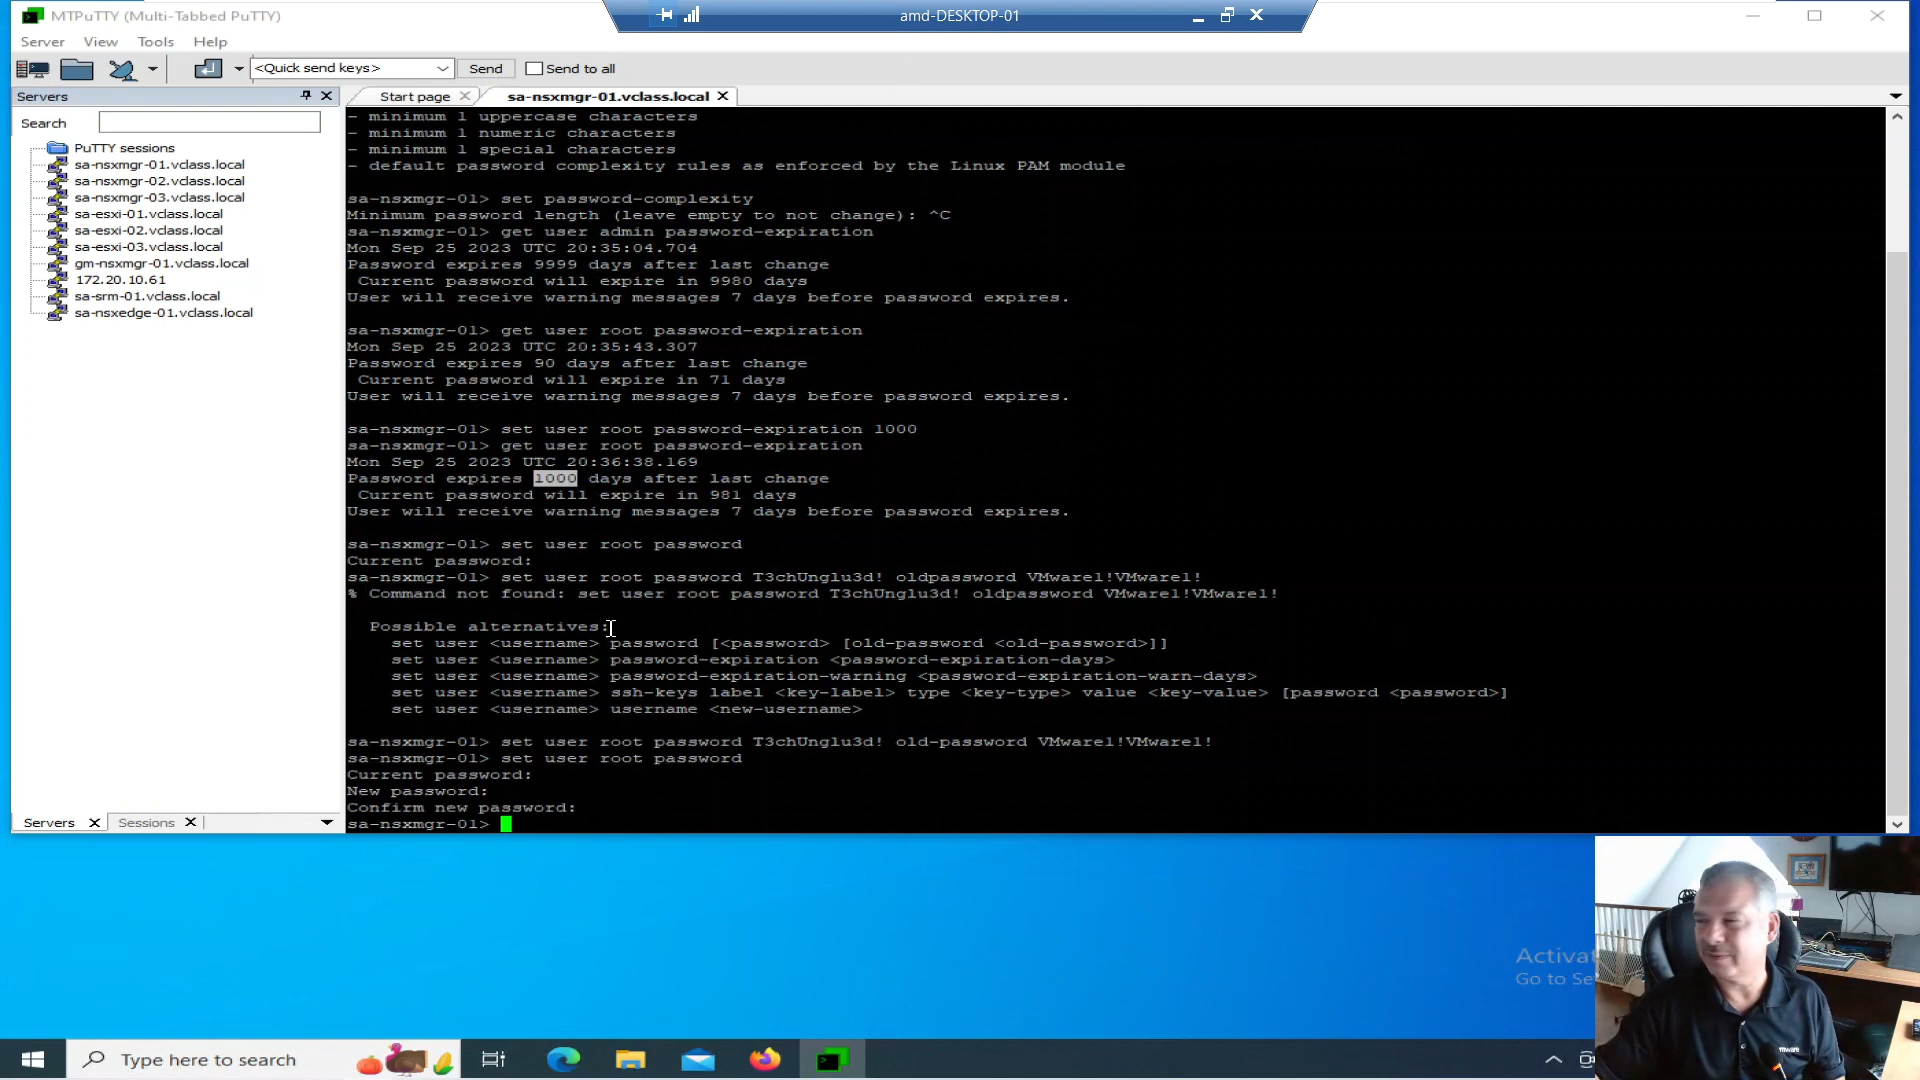 MTPuTTY (Multi-Tabbed PuTTY)
amd-DESKTOP-01
Server View Tools Help
<Quick send keys> Send Send to all
Servers
Start page
sa-nsxmgr-01.vclass.local
Search
PuTTY sessions
sa-nsxmgr-01.vclass.local
sa-nsxmgr-02.vclass.local
sa-nsxmgr-03.vclass.local
sa-esxi-01.vclass.local
sa-esxi-02.vclass.local
sa-esxi-03.vclass.local
gm-nsxmgr-01.vclass.local
172.20.10.61
sa-srm-01.vclass.local
sa-nsxedge-01.vclass.local
Servers
Sessions
- minimum 1 uppercase characters
- minimum 1 numeric characters
- minimum 1 special characters
- default password complexity rules as enforced by the Linux PAM module
sa-nsxmgr-01> set password-complexity
Minimum password length (leave empty to not change): ^C
sa-nsxmgr-01> get user admin password-expiration
Mon Sep 25 2023 UTC 20:35:04.704
Password expires 9999 days after last change
Current password will expire in 9980 days
User will receive warning messages 7 days before password expires.
sa-nsxmgr-01> get user root password-expiration
Mon Sep 25 2023 UTC 20:35:43.307
Password expires 90 days after last change
Current password will expire in 71 days
User will receive warning messages 7 days before password expires.
sa-nsxmgr-01> set user root password-expiration 1000
sa-nsxmgr-01> get user root password-expiration
Mon Sep 25 2023 UTC 20:36:38.169
Password expires 1000 days after last change
Current password will expire in 981 days
User will receive warning messages 7 days before password expires.
sa-nsxmgr-01> set user root password
Current password:
sa-nsxmgr-01> set user root password T3chUnglu3d! oldpassword VMware1!VMware1!
% Command not found: set user root password T3chUnglu3d! oldpassword VMware1!VMware1!
Possible alternatives:
set user <username> password [<password> [old-password <old-password>]]
set user <username> password-expiration <password-expiration-days>
set user <username> password-expiration-warning <password-expiration-warn-days>
set user <username> ssh-keys label <key-label> type <key-type> value <key-value> [password <password>]
set user <username> username <new-username>
sa-nsxmgr-01> set user root password T3chUnglu3d! old-password VMware1!VMware1!
sa-nsxmgr-01> set user root password
Current password:
New password:
Confirm new password:
sa-nsxmgr-01>
Activa
Go to Se
vmware
Type here to search